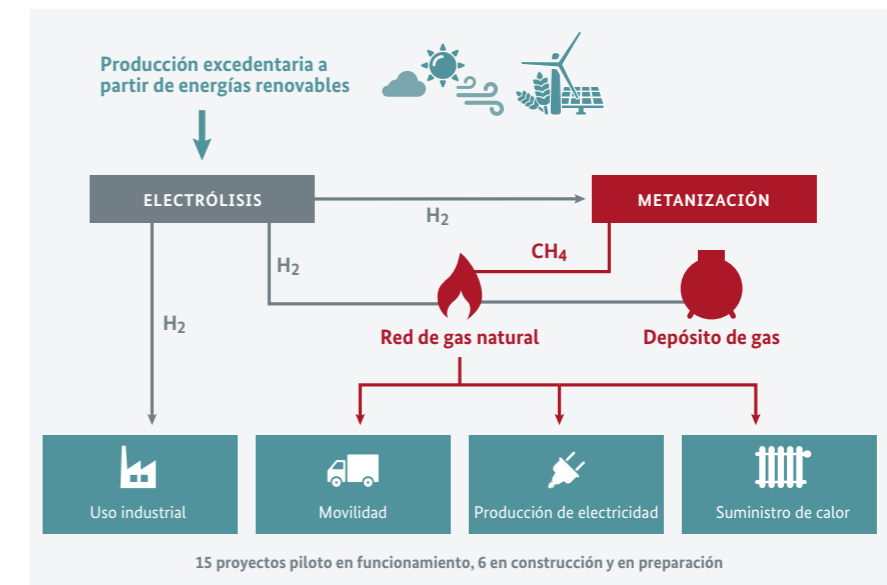 Producción excedentaria a
partir de energías renovables
ELECTRÓLISIS
METANIZACIÓN
H2
CH4
H2
H2
Red de gas natural
Depósito de gas
Uso industrial
Movilidad
Producción de electricidad
Suministro de calor
15 proyectos piloto en funcionamiento, 6 en construcción y en preparación